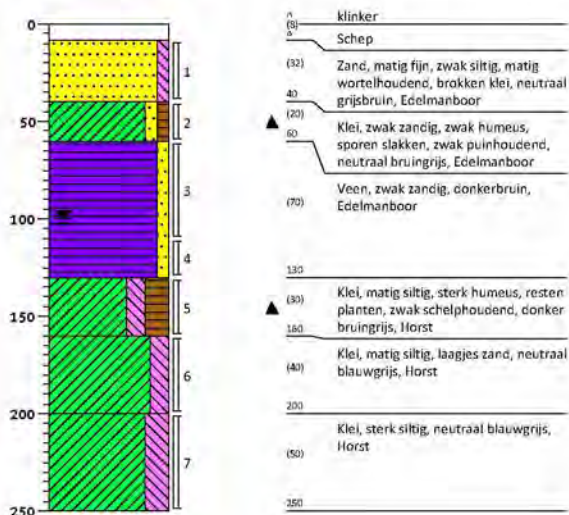 0
50
100
150
200
250
1
2
3
4
5
6
7
0
klinker
(8)
8
Schep
(32)
Zand, matig fijn, zwak siltig, matig
wortelhoudend, brokken klei, neutraal
grijsbruin, Edelmanboor
40
(20)
Klei, zwak zandig, zwak humeus,
sporen slakken, zwak puinhoudend,
neutraal bruingrijs, Edelmanboor
60
(70)
Veen, zwak zandig, donkerbruin,
Edelmanboor
130
(30)
Klei, matig siltig, sterk humeus, resten
planten, zwak schelphoudend, donker
bruingrijs, Horst
160
(40)
Klei, matig siltig, laagjes zand, neutraal
blauwgrijs, Horst
200
(50)
Klei, sterk siltig, neutraal blauwgrijs,
Horst
250